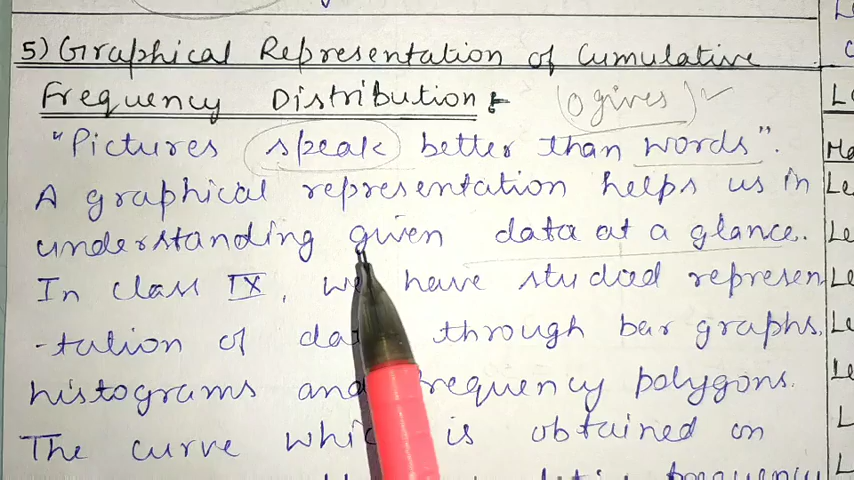 5) Graphical Representation of Cumulative
Frequency Distribution:- (Ogives)
"Pictures speak better than words".
A graphical representation helps us in
understanding given data at a glance.
In class IX, we have studied represen
-tation of through bar graphs,
histograms and frequency polygons.
The curve is obtained on
frequency